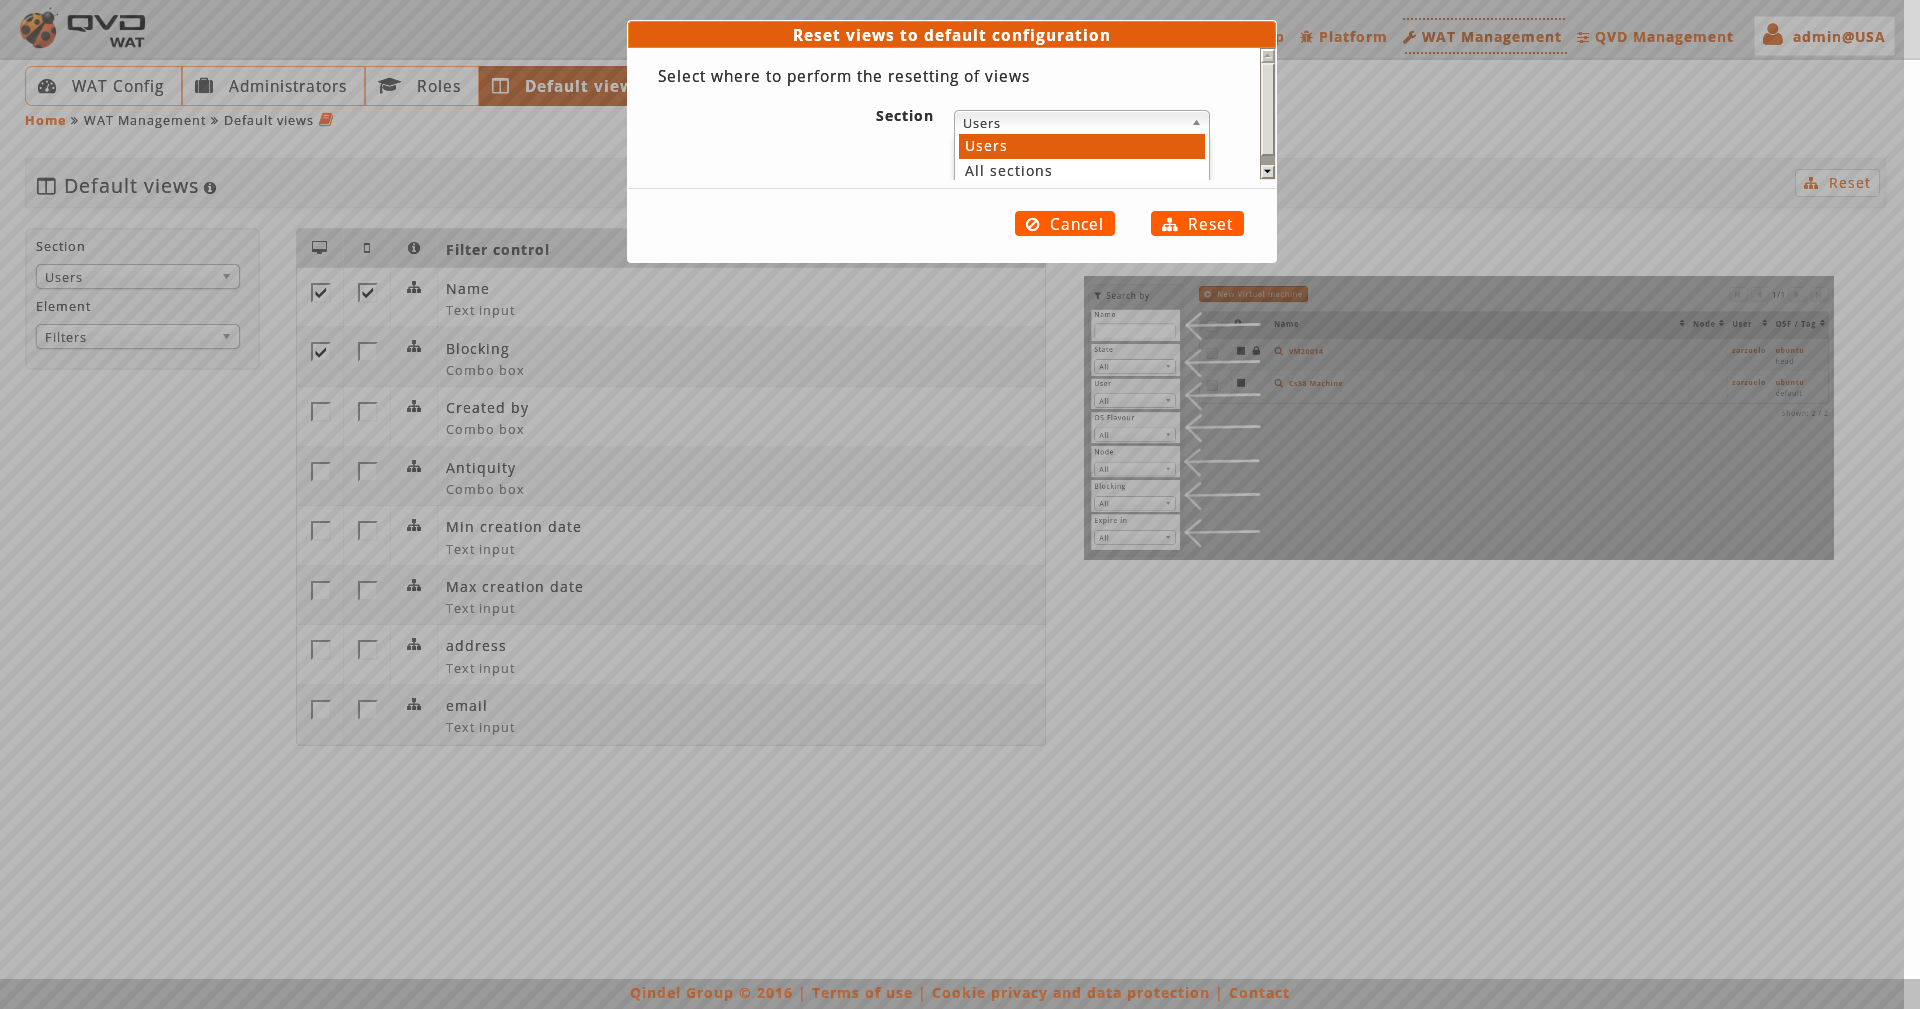 QVD
WAT
Reset views to default configuration
Platform
WAT Management
QVD Management
admin@USA
WAT Config
Administrators
Roles
Default view
Select where to perform the resetting of views
Section
Users
Users
All sections
Home » WAT Management » Default views
Default views
Reset
Cancel
Reset
Section
Users
Element
Filters
Filter control
Name
Text input
Blocking
Combo box
Created by
Combo box
Antiquity
Combo box
Min creation date
Text input
Max creation date
Text input
address
Text input
email
Text input
Search by
New Virtual machine
1/1
Name
State
All
User
All
OS Flavour
All
Node
All
Blocking
All
Expire in
All
Name
Node
User
OSF / Tag
VM20014
zarzuelo
ubuntu
head
Cs98 Machine
zarzuelo
ubuntu
default
Shown: 2 / 2
Qindel Group © 2016 | Terms of use | Cookie privacy and data protection | Contact